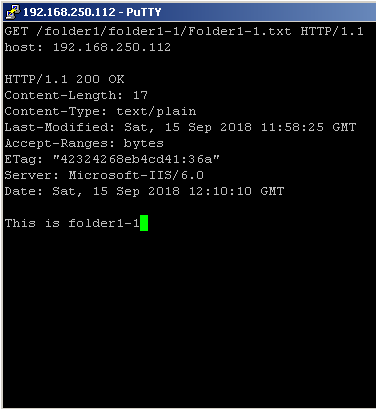 192.168.250.112 - PuTTY
GET /folder1/folder1-1/Folder1-1.txt HTTP/1.1
host: 192.168.250.112
HTTP/1.1 200 OK
Content-Length: 17
Content-Type: text/plain
Last-Modified: Sat, 15 Sep 2018 11:58:25 GMT
Accept-Ranges: bytes
ETag: "42324268eb4cd41:36a"
Server: Microsoft-IIS/6.0
Date: Sat, 15 Sep 2018 12:10:10 GMT
This is folder1-1